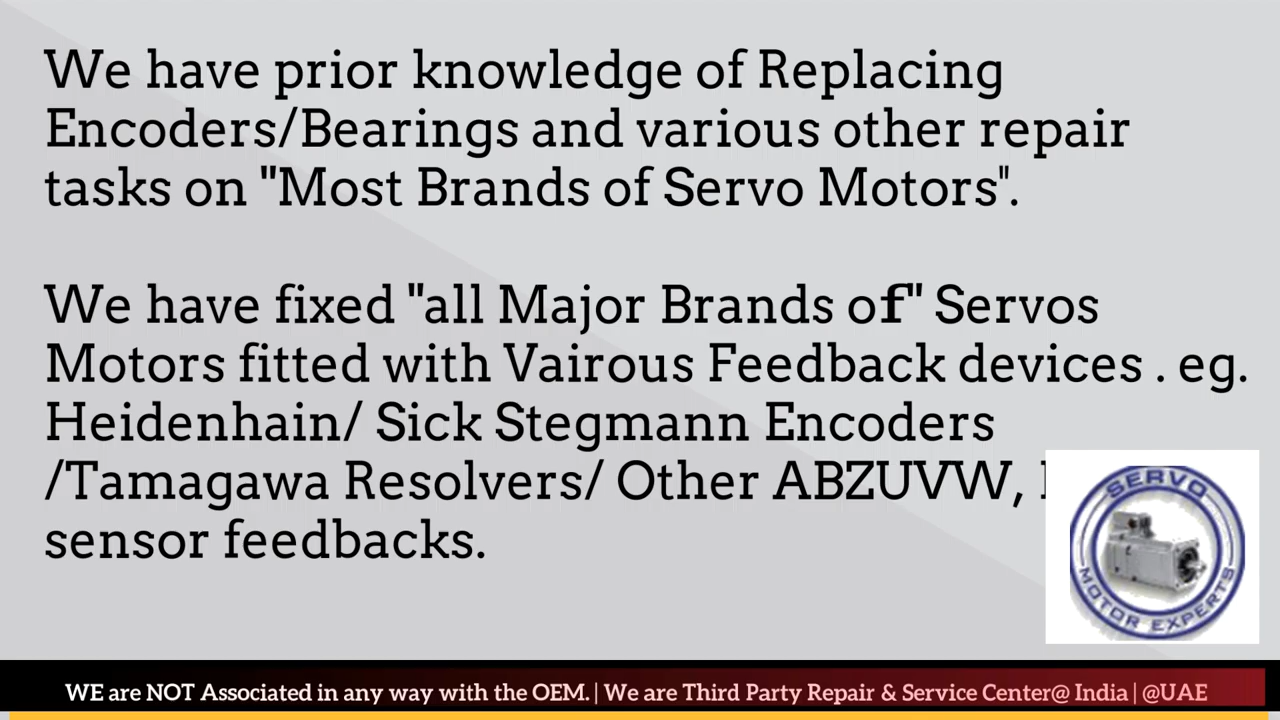 We have prior knowledge of Replacing
Encoders/Bearings and various other repair
tasks on "Most Brands of Servo Motors".
We have fixed "all Major Brands of" Servos
Motors fitted with Vairous Feedback devices . eg.
Heidenhain/ Sick Stegmann Encoders
/Tamagawa Resolvers/ Other ABZUVW,
sensor feedbacks.
SERVO
MOTOR EXPERTS
WE are NOT Associated in any way with the OEM. | We are Third Party Repair & Service Center@ India | @UAE